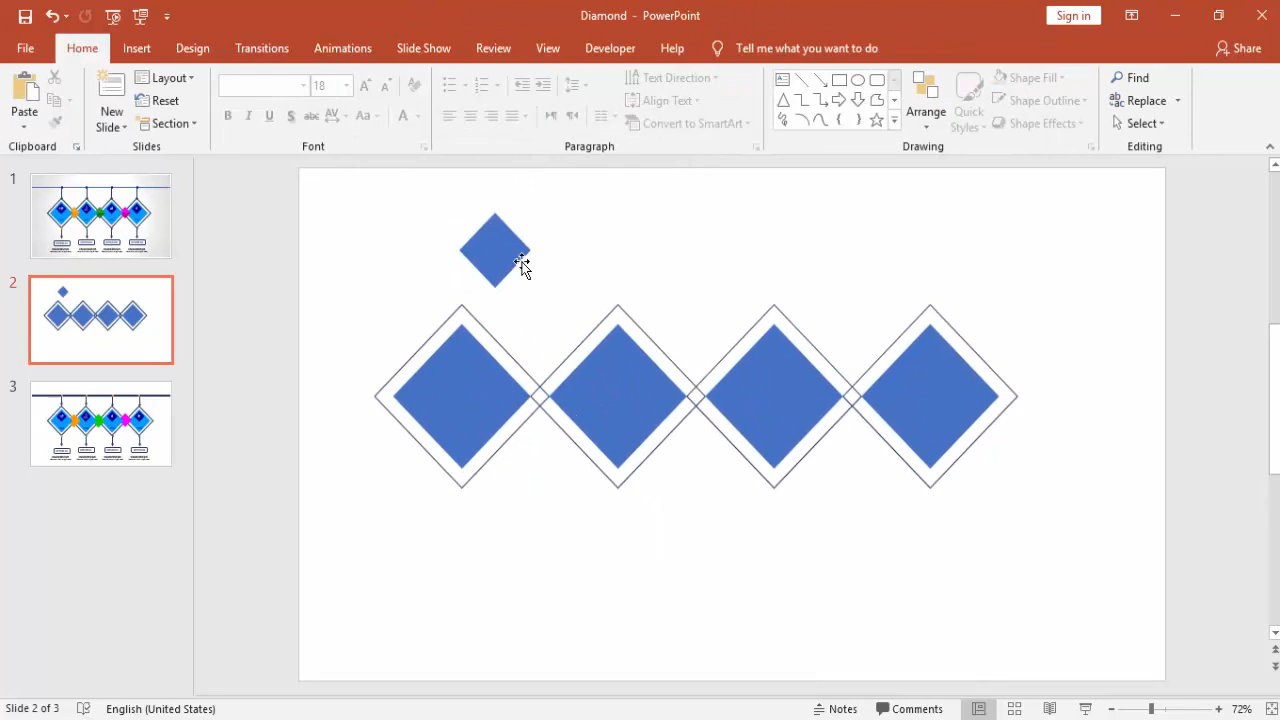 Diamond - PowerPoint
Sign in
File Home Insert Design Transitions Animations Slide Show Review View Developer Help Tell me what you want to do Share
Paste
Clipboard
New Slide
Layout
Reset
Section
Slides
18
B I U S abc AV Aa A
Font
Text Direction
Align Text
Convert to SmartArt
Paragraph
Arrange
Quick Styles
Shape Fill
Shape Outline
Shape Effects
Drawing
Find
Replace
Select
Editing
1
2
3
Slide 2 of 3 English (United States) Notes Comments 72%